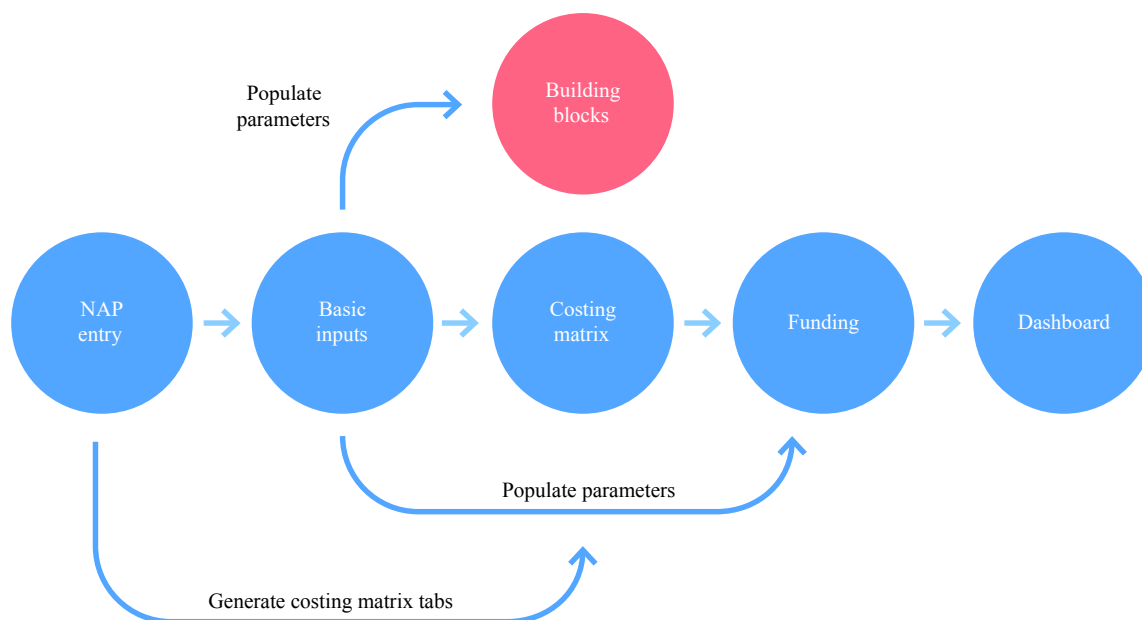 Populate
parameters
Building
blocks
NAP
entry
Basic
inputs
Costing
matrix
Funding
Dashboard
Populate parameters
Generate costing matrix tabs